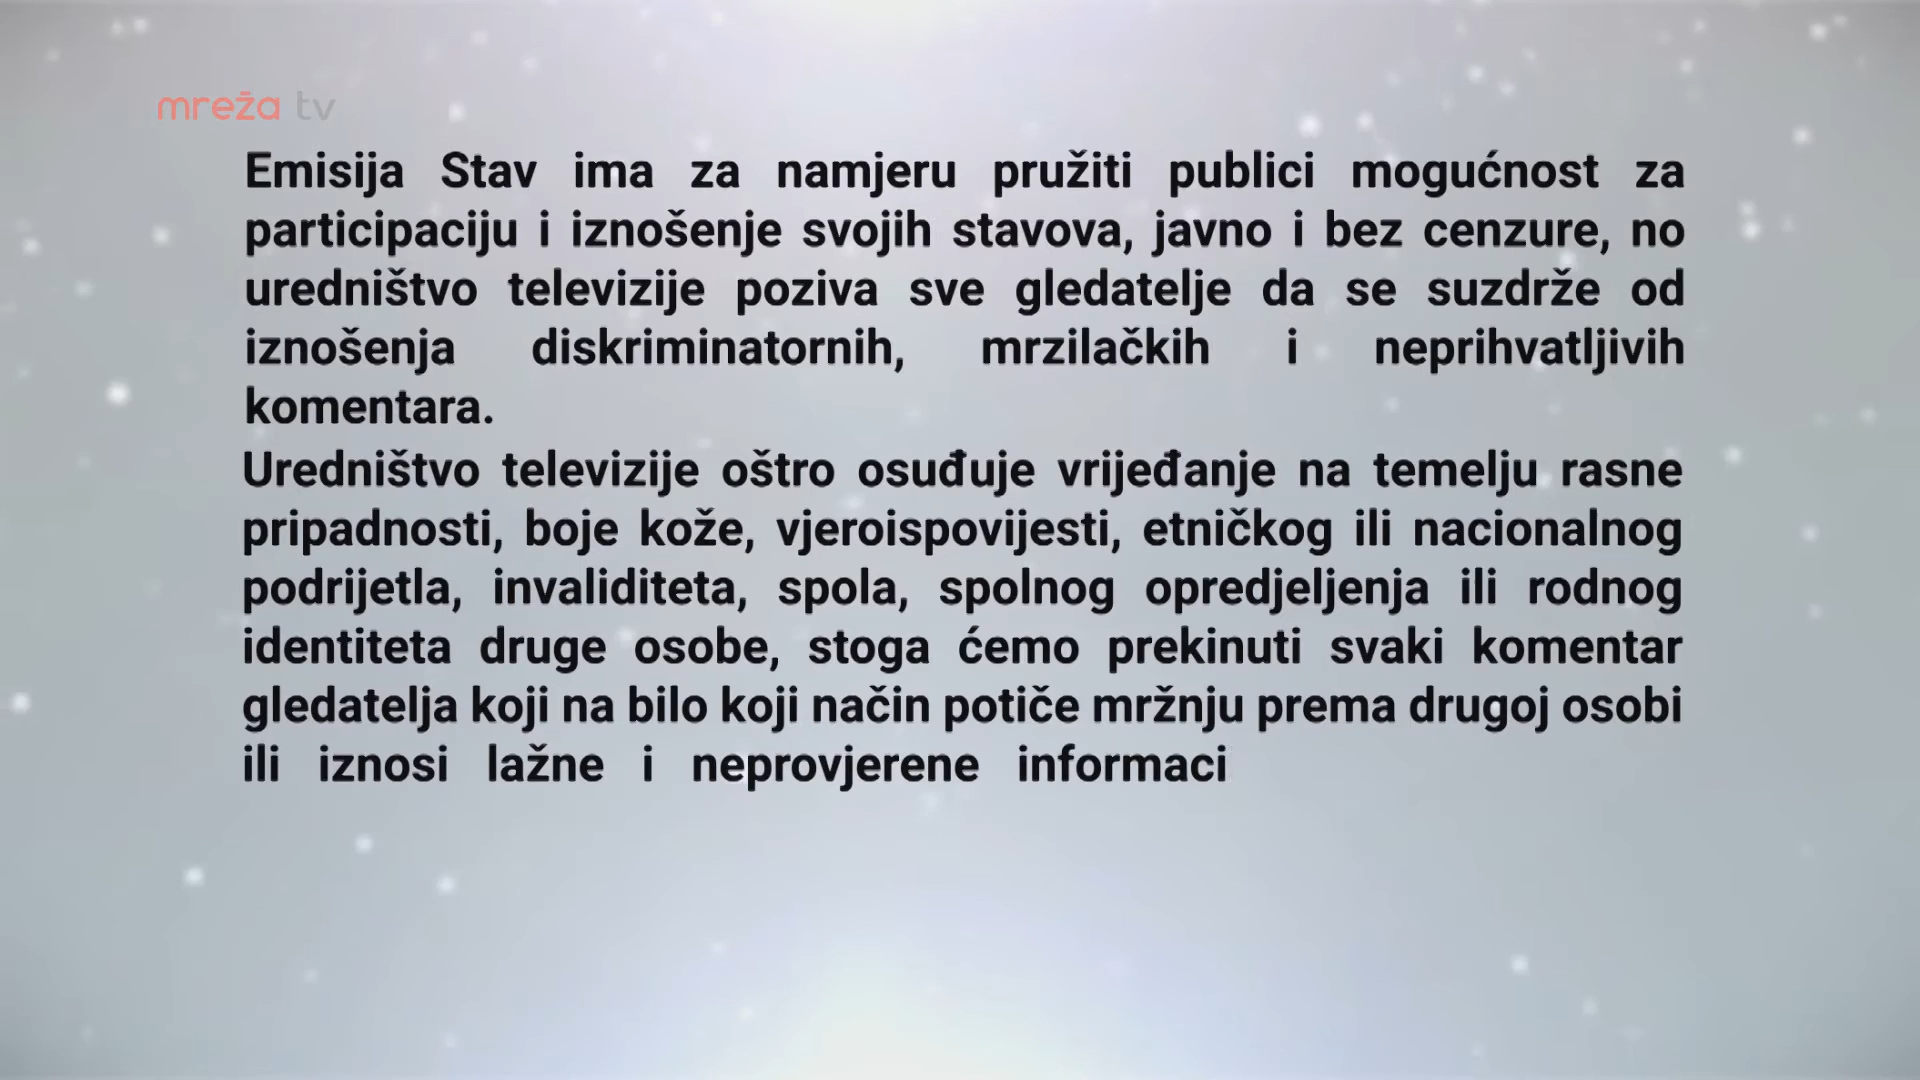 mreža tv
Emisija Stav ima za namjeru pružiti publici mogućnost za
participaciju i iznošenje svojih stavova, javno i bez cenzure, no
uredništvo televizije poziva sve gledatelje da se suzdrže od
iznošenja diskriminatornih, mrzilačkih i neprihvatljivih
komentara.
Uredništvo televizije oštro osuđuje vrijeđanje na temelju rasne
pripadnosti, boje kože, vjeroispovijesti, etničkog ili nacionalnog
podrijetla, invaliditeta, spola, spolnog opredjeljenja ili rodnog
identiteta druge osobe, stoga ćemo prekinuti svaki komentar
gledatelja koji na bilo koji način potiče mržnju prema drugoj osobi
ili iznosi lažne i neprovjerene informaci